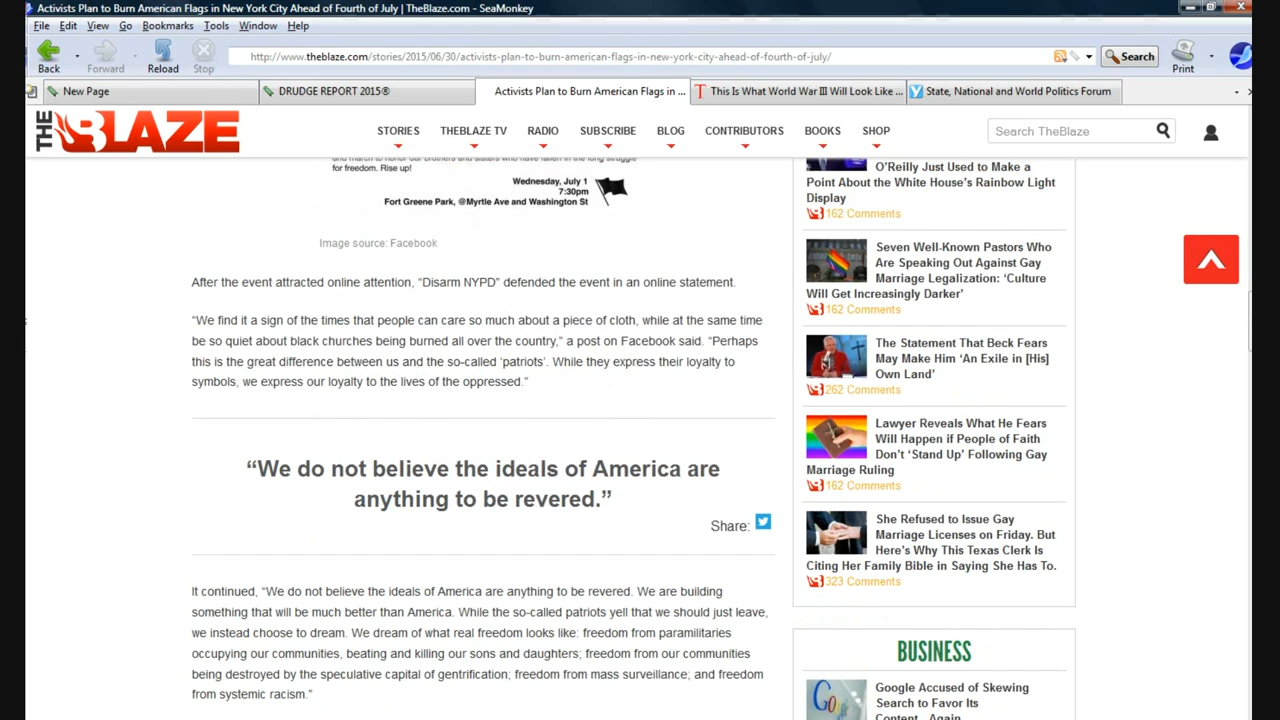 Activists Plan to Burn American Flags in New York City Ahead of Fourth of July | TheBlaze.com - SeaMonkey
File Edit View Go Bookmarks Tools Window Help
Back Forward Reload Stop
http://www.theblaze.com/stories/2015/06/30/activists-plan-to-burn-american-flags-in-new-york-city-ahead-of-fourth-of-july/
Search
Print
New Page
DRUDGE REPORT 2015®
Activists Plan to Burn American Flags in ...
This Is What World War III Will Look Like ...
State, National and World Politics Forum
THE BLAZE
STORIES THEBLAZE TV RADIO SUBSCRIBE BLOG CONTRIBUTORS BOOKS SHOP
Search TheBlaze
and march to honor our brothers and sisters who have fallen in the long struggle
for freedom. Rise up!
Wednesday, July 1
7:30pm
Fort Greene Park, @Myrtle Ave and Washington St
Image source: Facebook
After the event attracted online attention, “Disarm NYPD” defended the event in an online statement.
“We find it a sign of the times that people can care so much about a piece of cloth, while at the same time
be so quiet about black churches being burned all over the country,” a post on Facebook said. “Perhaps
this is the great difference between us and the so-called ‘patriots’. While they express their loyalty to
symbols, we express our loyalty to the lives of the oppressed.”
“We do not believe the ideals of America are
anything to be revered.”
Share:
It continued, “We do not believe the ideals of America are anything to be revered. We are building
something that will be much better than America. While the so-called patriots yell that we should just leave,
we instead choose to dream. We dream of what real freedom looks like: freedom from paramilitaries
occupying our communities, beating and killing our sons and daughters; freedom from our communities
being destroyed by the speculative capital of gentrification; freedom from mass surveillance; and freedom
from systemic racism.”
O’Reilly Just Used to Make a
Point About the White House’s Rainbow Light
Display
162 Comments
Seven Well-Known Pastors Who
Are Speaking Out Against Gay
Marriage Legalization: ‘Culture
Will Get Increasingly Darker’
162 Comments
The Statement That Beck Fears
May Make Him ‘An Exile in [His]
Own Land’
262 Comments
Lawyer Reveals What He Fears
Will Happen if People of Faith
Don’t ‘Stand Up’ Following Gay
Marriage Ruling
162 Comments
She Refused to Issue Gay
Marriage Licenses on Friday. But
Here’s Why This Texas Clerk Is
Citing Her Family Bible in Saying She Has To.
323 Comments
BUSINESS
Google Accused of Skewing
Search to Favor Its
Content...Again